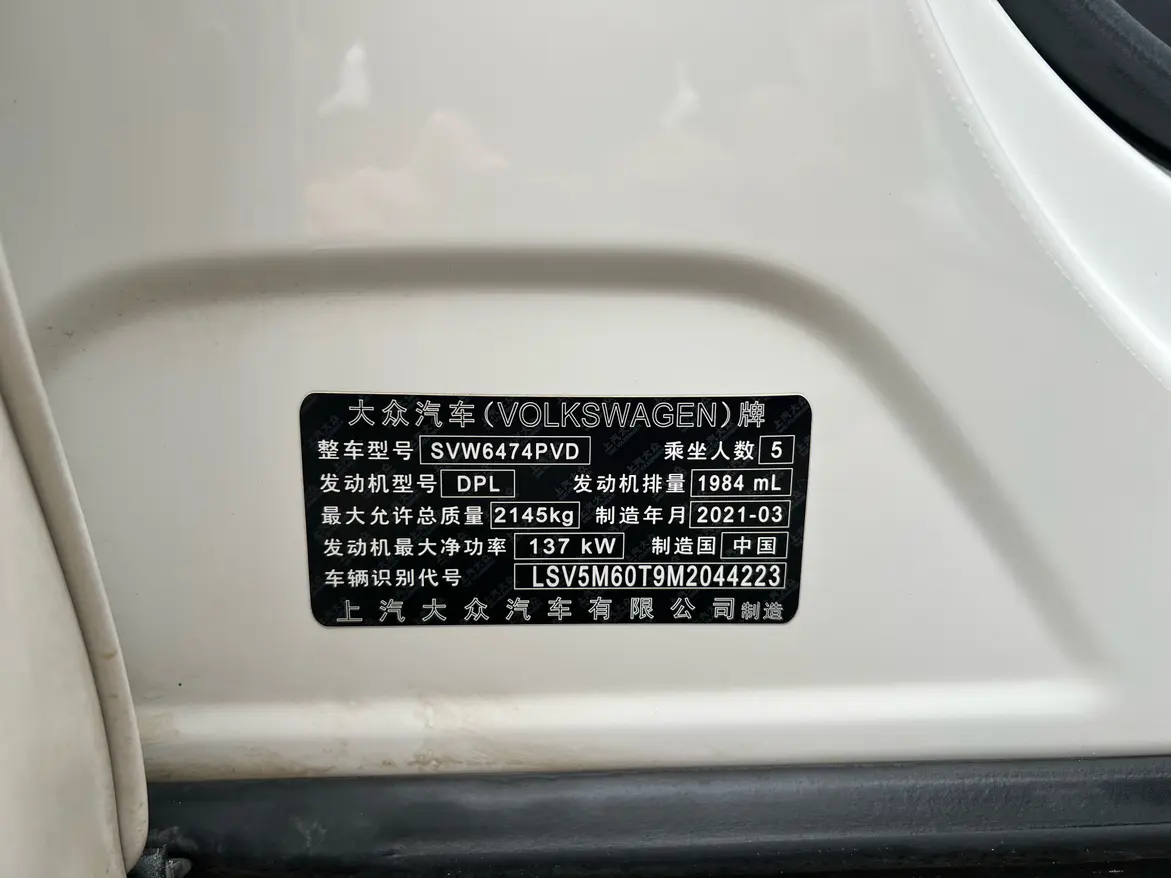 大众汽车(VOLKSWAGEN)牌
整车型号 SVW6474PVD 乘坐人数 5
发动机型号 DPL 发动机排量 1984 mL
最大允许总质量 2145kg 制造年月 2021-03
发动机最大净功率 137 kW 制造国 中国
车辆识别代号 LSV5M60T9M2044223
上汽大众汽车有限公司制造